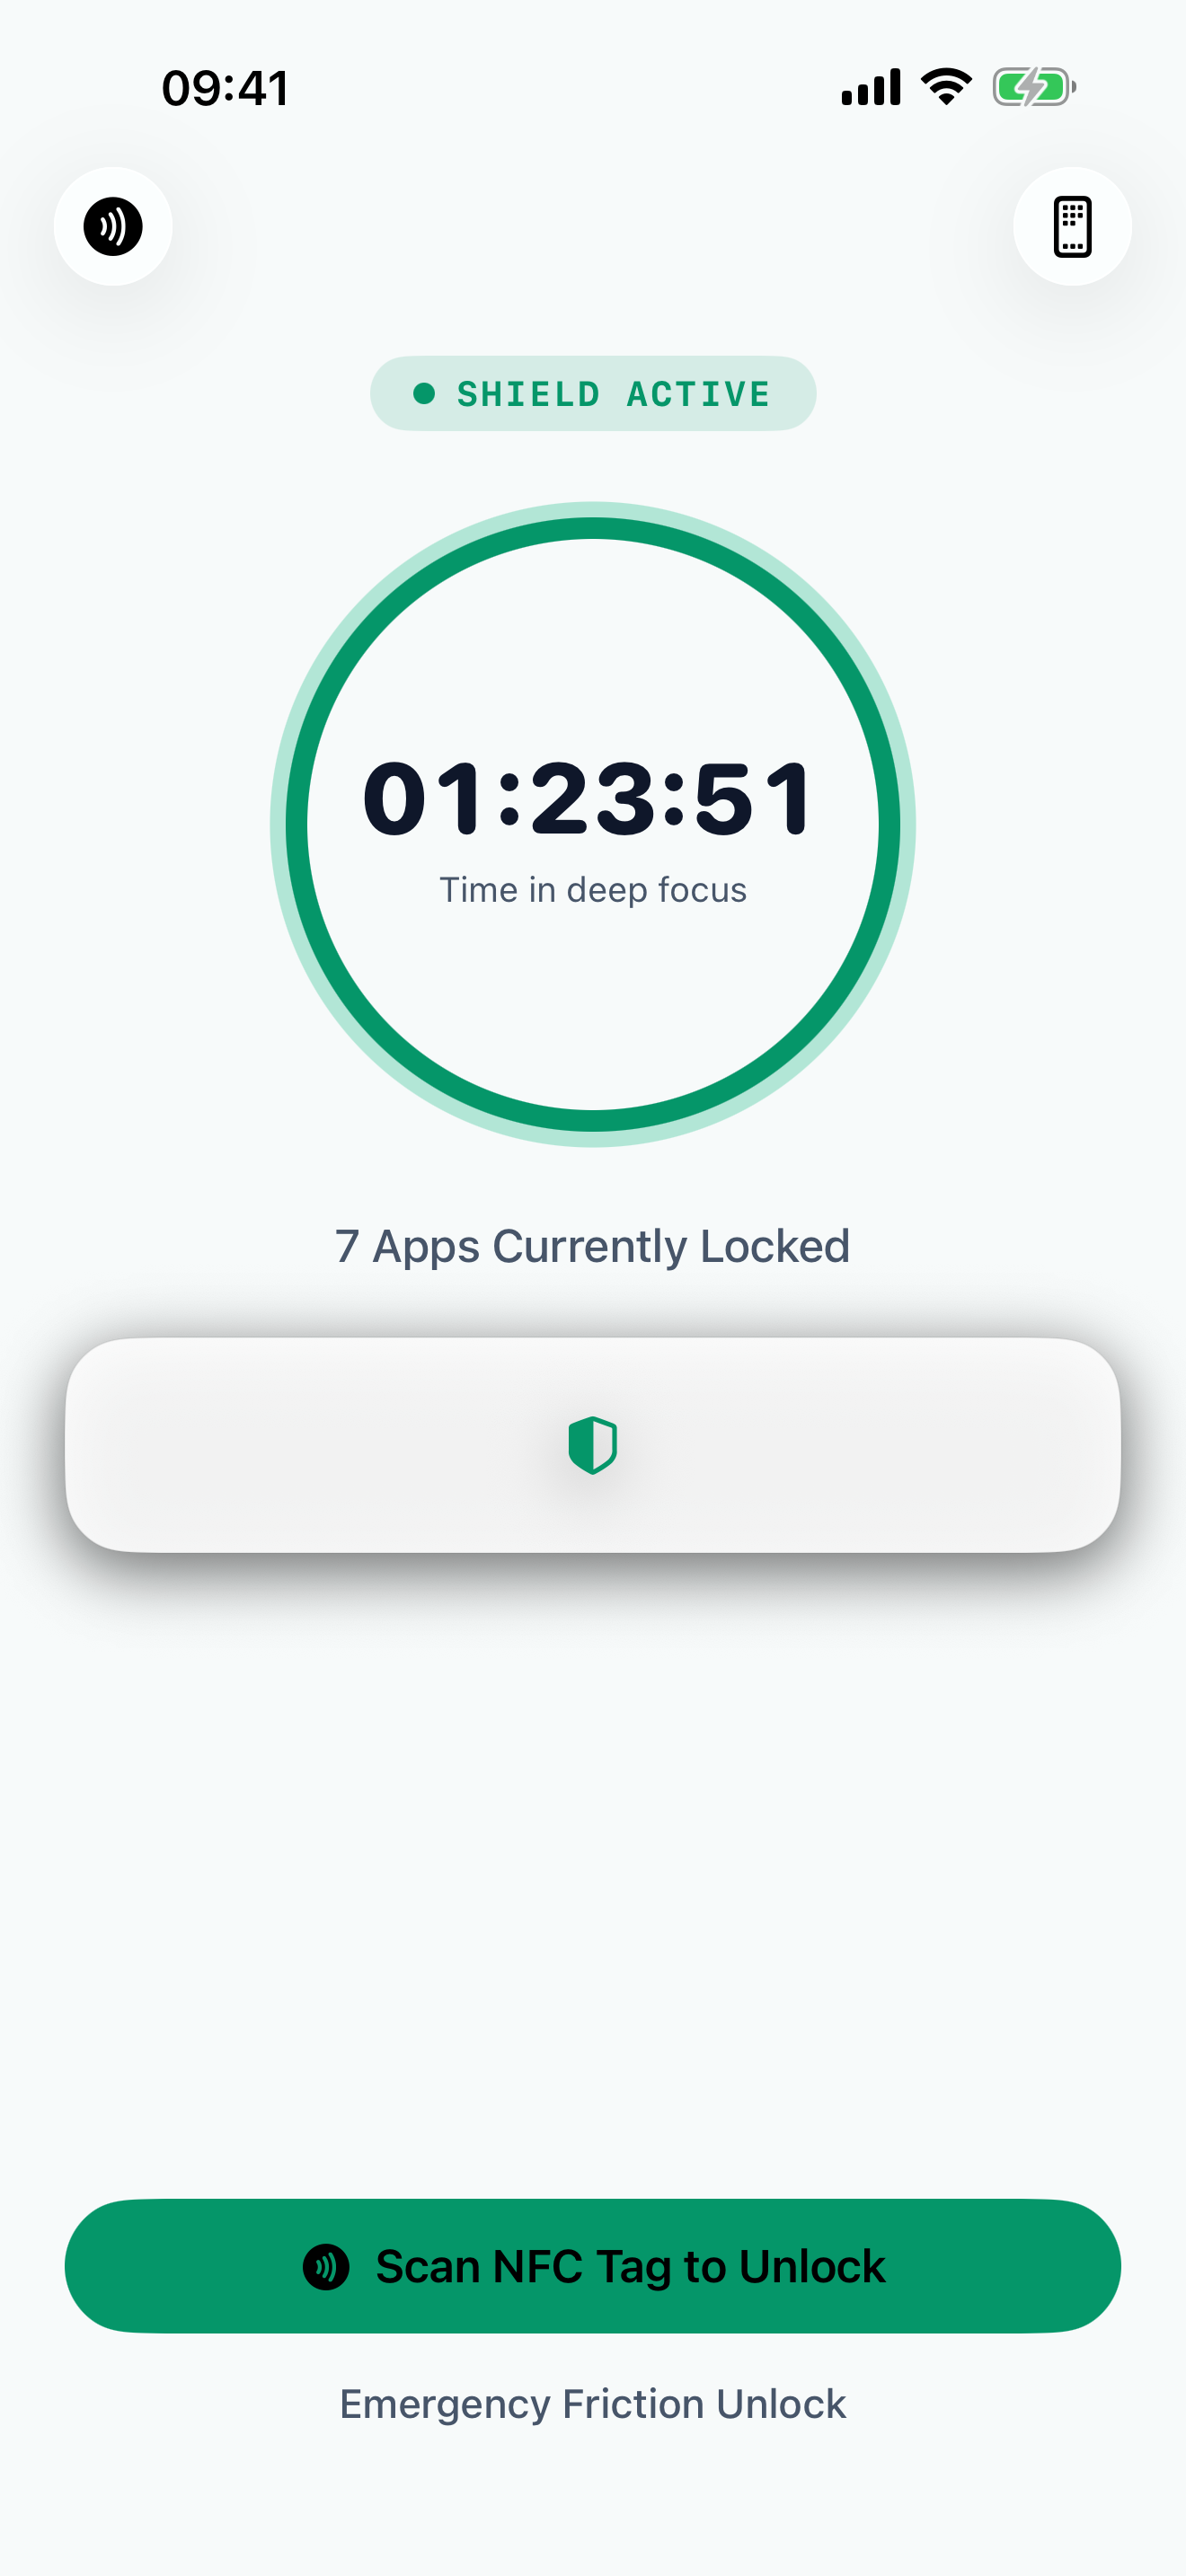 09:41
SHIELD ACTIVE
01:23:51
Time in deep focus
7 Apps Currently Locked
Scan NFC Tag to Unlock
Emergency Friction Unlock